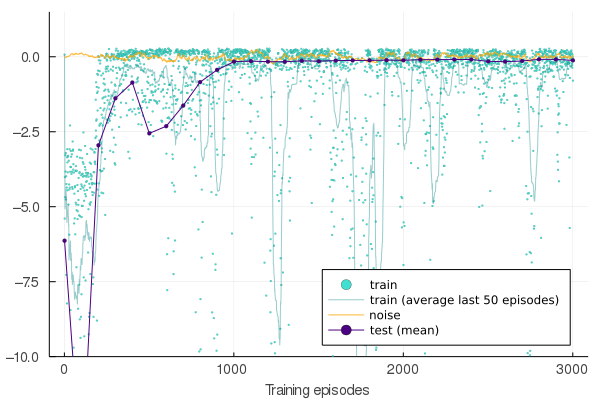 0.0
−2.5
−5.0
−7.5
−10.0
0
1000
2000
3000
Training episodes
train
train (average last 50 episodes)
noise
test (mean)